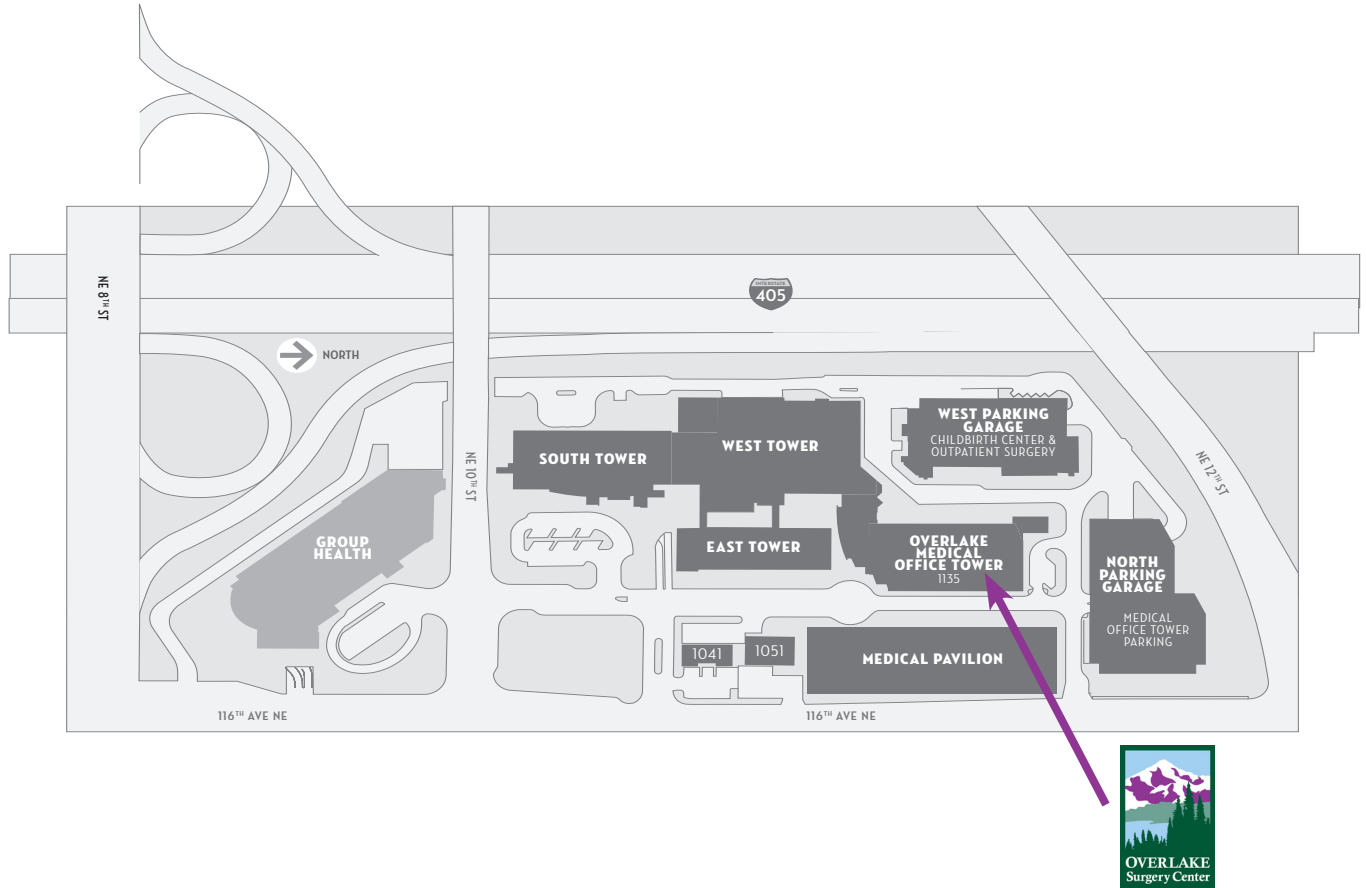 INTERSTATE
405
NE 8TH ST
NORTH
WEST PARKING
GARAGE
CHILDBIRTH CENTER &
OUTPATIENT SURGERY
WEST TOWER
SOUTH TOWER
NE 10TH ST
NE 12TH ST
GROUP
HEALTH
EAST TOWER
OVERLAKE
MEDICAL
OFFICE TOWER
1135
NORTH
PARKING
GARAGE
MEDICAL
OFFICE TOWER
PARKING
1041
1051
MEDICAL PAVILION
116TH AVE NE
116TH AVE NE
OVERLAKE
Surgery Center